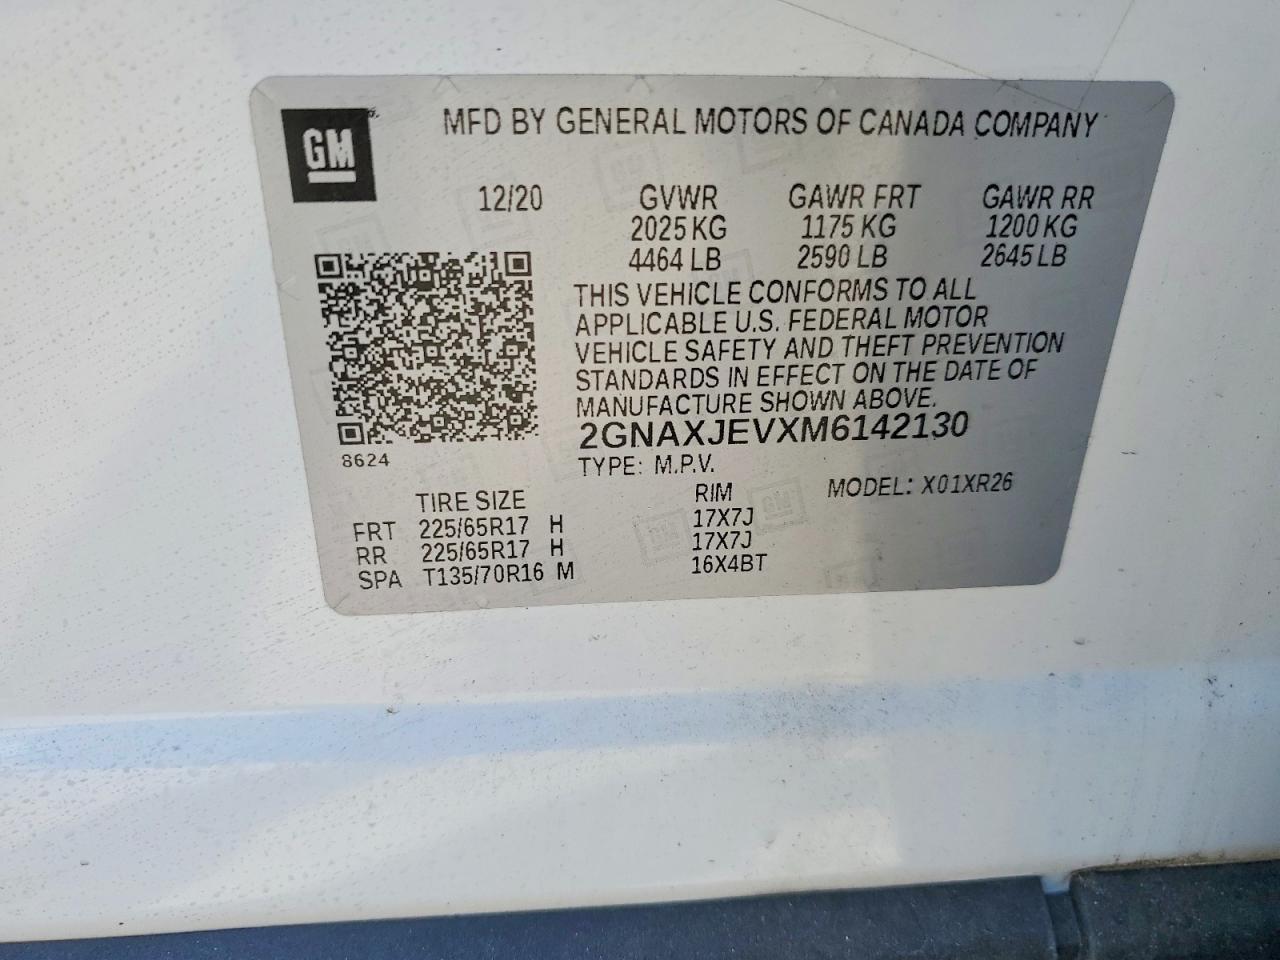 GM
MFD BY GENERAL MOTORS OF CANADA COMPANY
12/20 GVWR GAWR FRT GAWR RR
2025 KG 1175 KG 1200 KG
4464 LB 2590 LB 2645 LB
THIS VEHICLE CONFORMS TO ALL
APPLICABLE U.S. FEDERAL MOTOR
VEHICLE SAFETY AND THEFT PREVENTION
STANDARDS IN EFFECT ON THE DATE OF
MANUFACTURE SHOWN ABOVE.
2GNAXJEVXM6142130
8624
TYPE: M.P.V. MODEL: X01XR26
TIRE SIZE RIM
FRT 225/65R17 H 17X7J
RR 225/65R17 H 17X7J
SPA T135/70R16 M 16X4BT